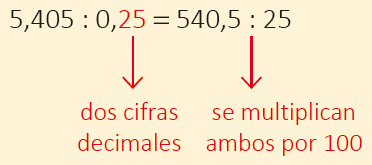 5,405 : 0,25 = 540,5 : 25
dos cifras
decimales
se multiplican
ambos por 100